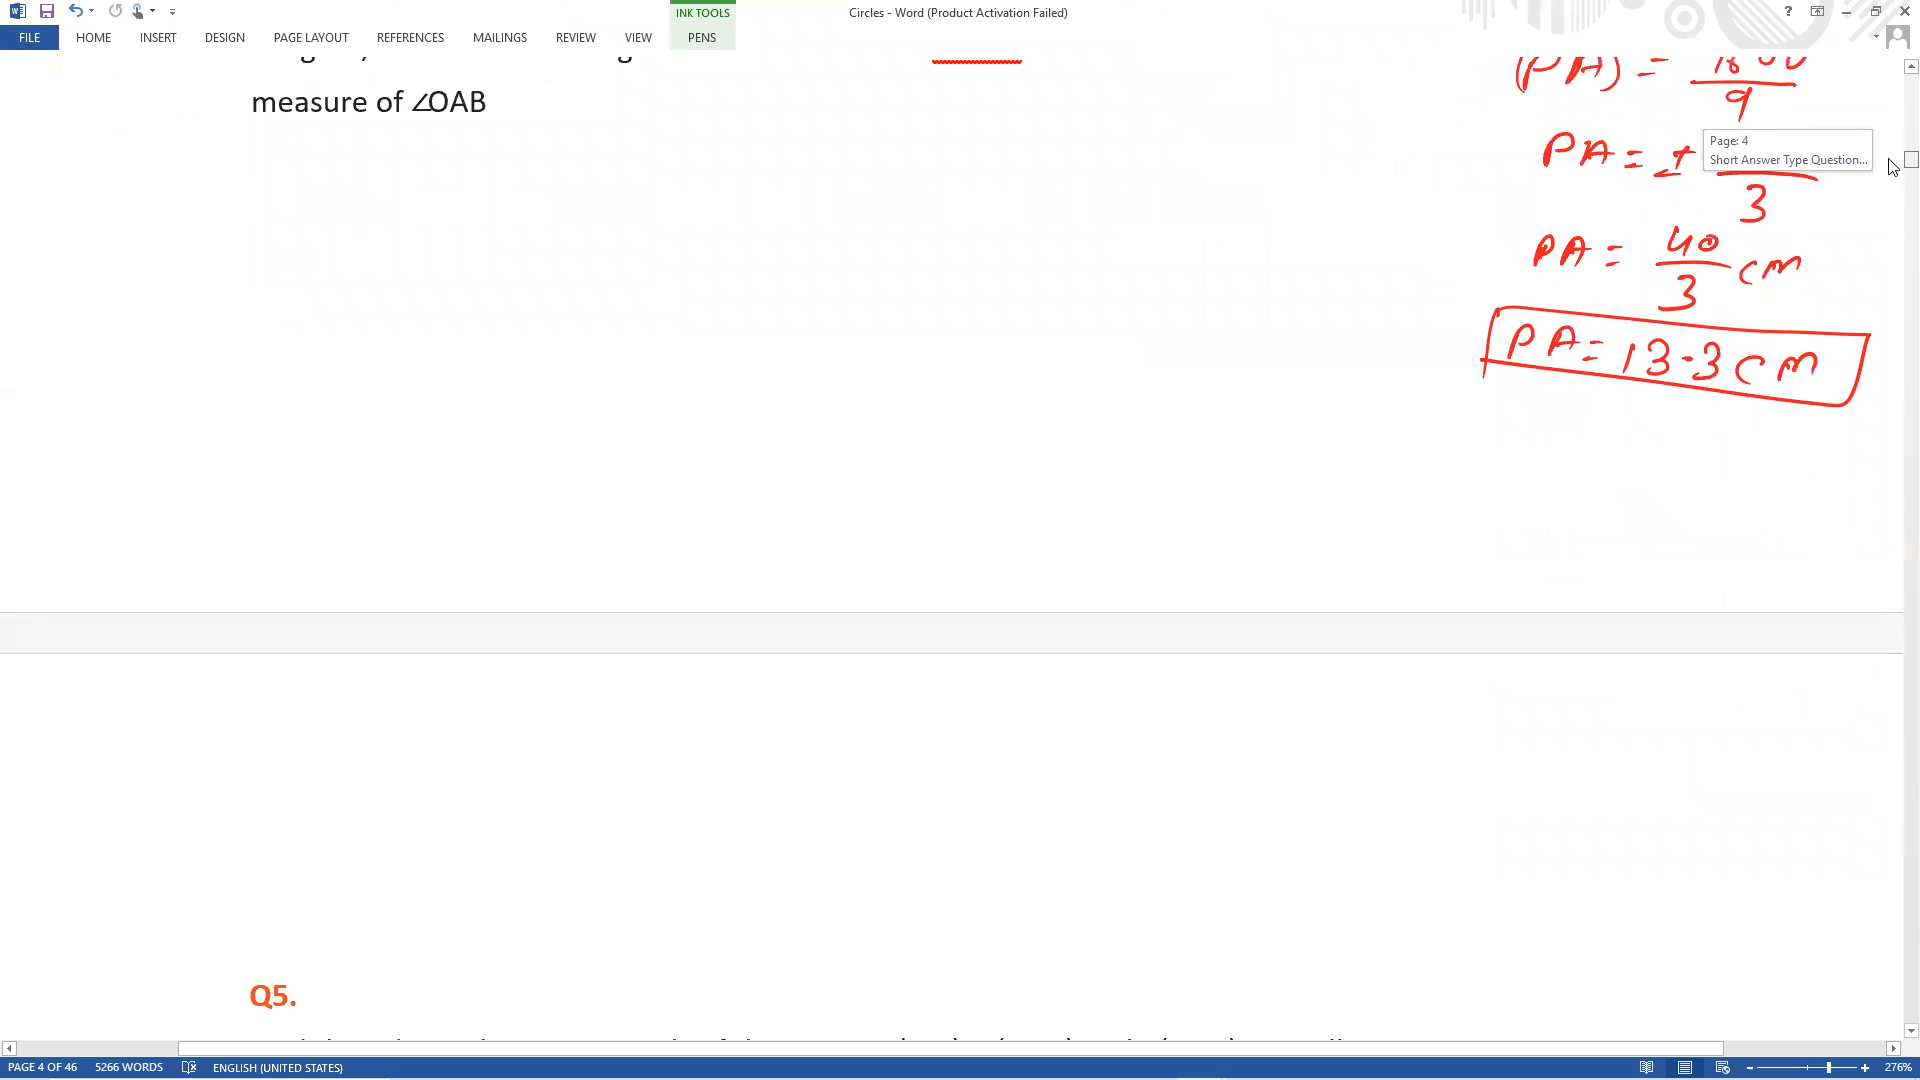 INK TOOLS
Circles - Word (Product Activation Failed)
FILE HOME INSERT DESIGN PAGE LAYOUT REFERENCES MAILINGS REVIEW VIEW PENS
measure of ∠OAB
9
PA = ±
3
Page: 4
Short Answer Type Question...
PA = 40/3 cm
PA = 13.3 cm
Q5.
PAGE 4 OF 46 5266 WORDS ENGLISH (UNITED STATES) 276%